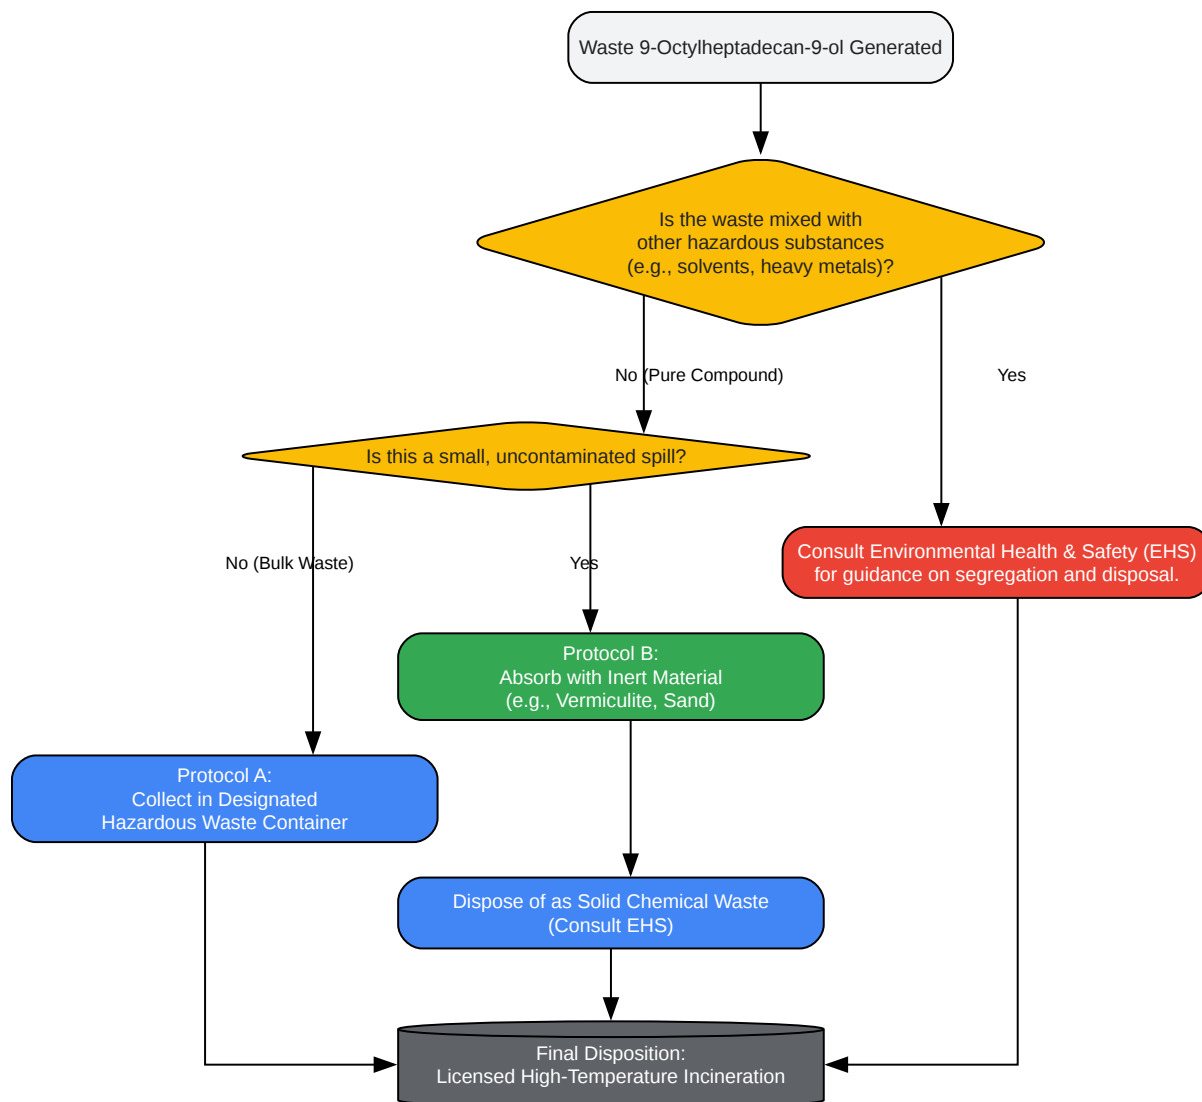 Waste 9-Octylheptadecan-9-ol Generated
Is the waste mixed with
other hazardous substances
(e.g., solvents, heavy metals)?
No (Pure Compound)
Yes
Is this a small, uncontaminated spill?
No (Bulk Waste)
Yes
Consult Environmental Health & Safety (EHS)
for guidance on segregation and disposal.
Protocol B:
Absorb with Inert Material
(e.g., Vermiculite, Sand)
Protocol A:
Collect in Designated
Hazardous Waste Container
Dispose of as Solid Chemical Waste
(Consult EHS)
Final Disposition:
Licensed High-Temperature Incineration